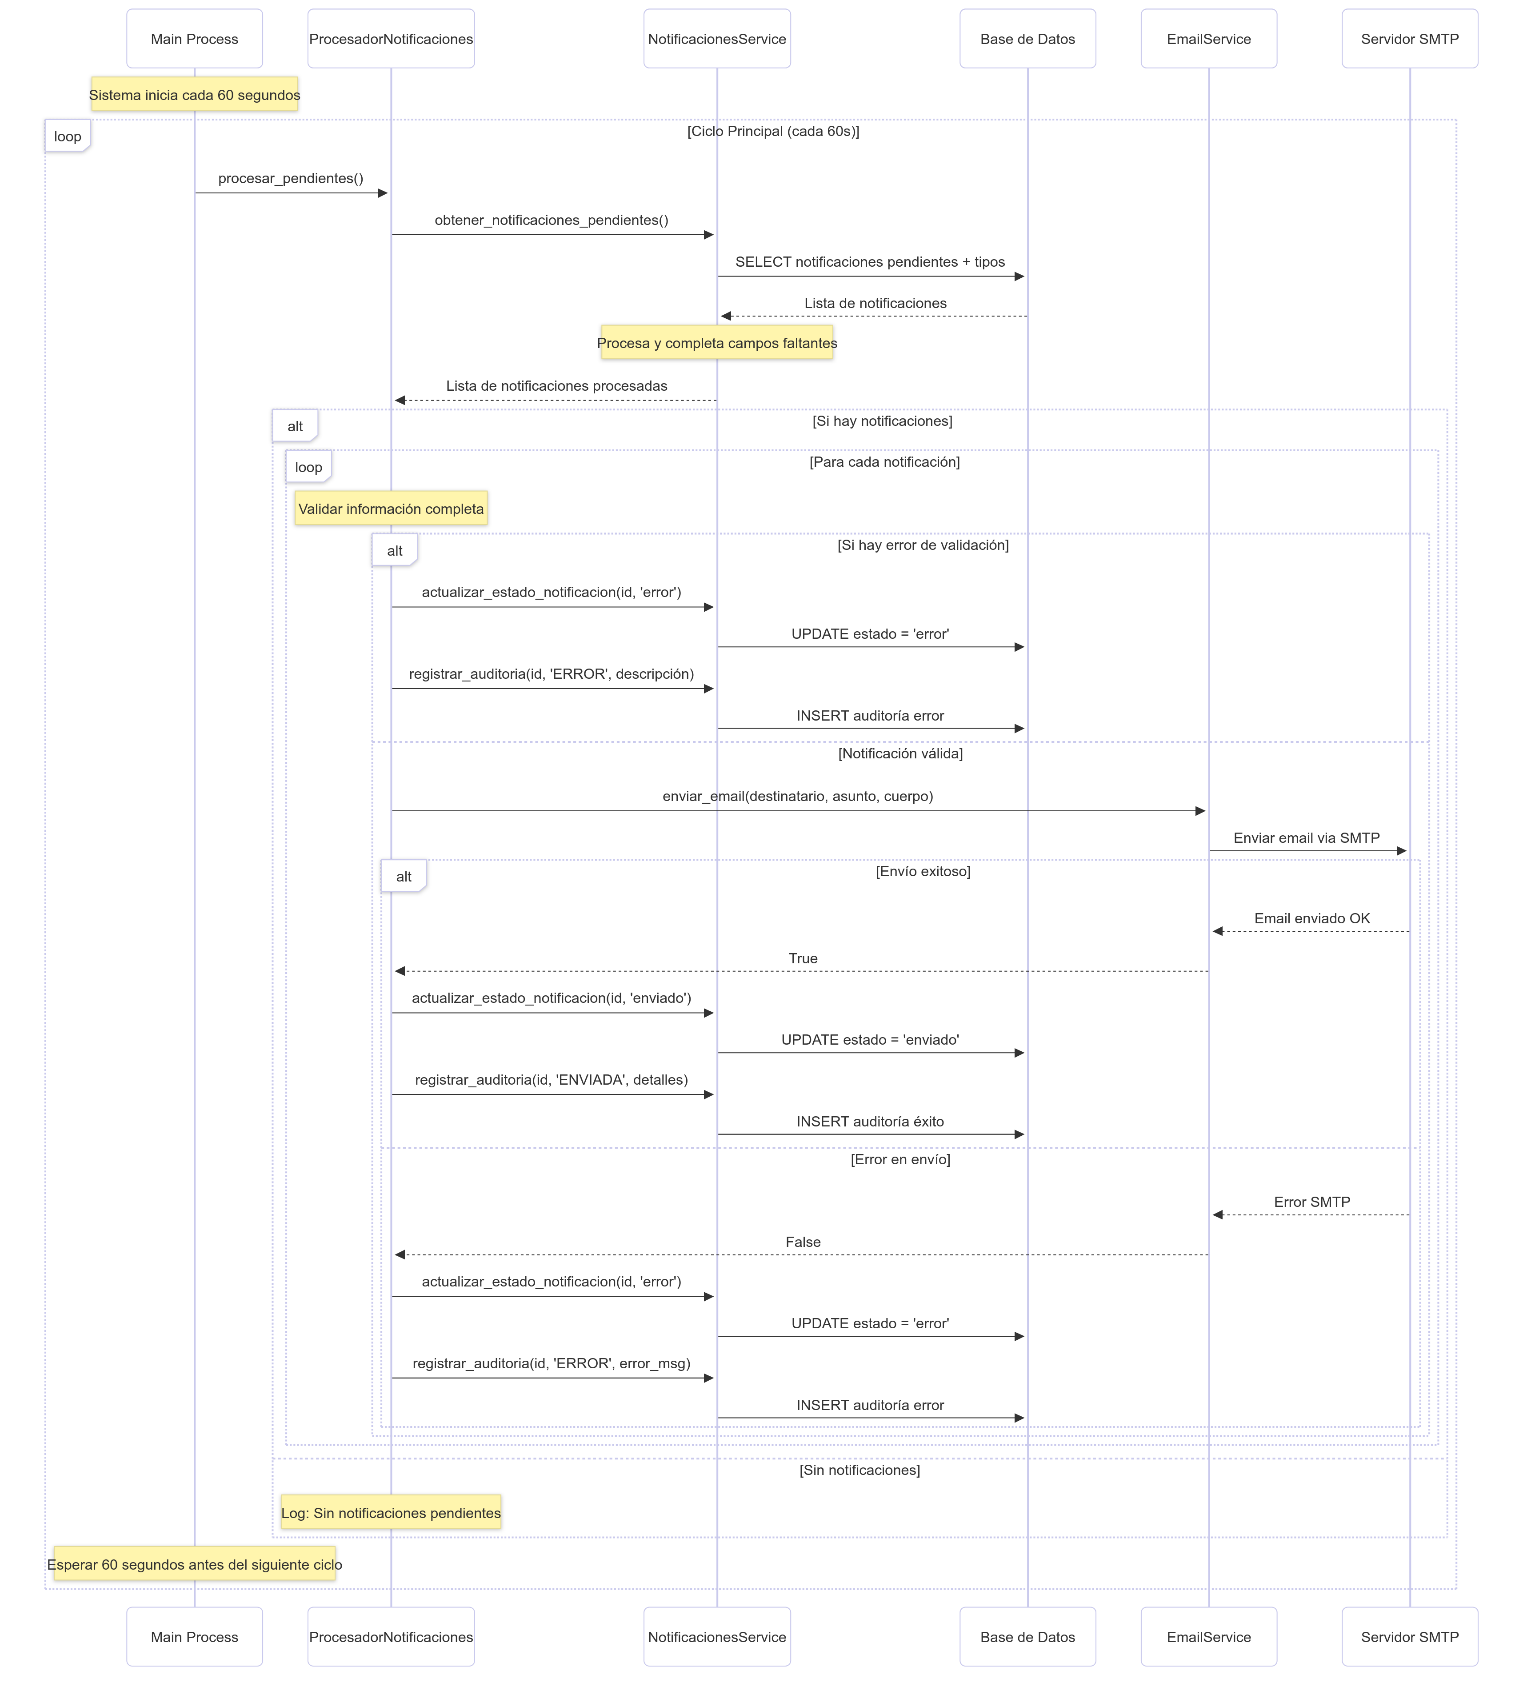 Main Process
ProcesadorNotificaciones
NotificacionesService
Base de Datos
EmailService
Servidor SMTP
Sistema inicia cada 60 segundos
loop
[Ciclo Principal (cada 60s)]
procesar_pendientes()
obtener_notificaciones_pendientes()
SELECT notificaciones pendientes + tipos
Lista de notificaciones
Procesa y completa campos faltantes
Lista de notificaciones procesadas
alt
[Si hay notificaciones]
loop
[Para cada notificación]
Validar información completa
alt
[Si hay error de validación]
actualizar_estado_notificacion(id, 'error')
UPDATE estado = 'error'
registrar_auditoria(id, 'ERROR', descripción)
INSERT auditoría error
[Notificación válida]
enviar_email(destinatario, asunto, cuerpo)
Enviar email via SMTP
alt
[Envío exitoso]
Email enviado OK
True
actualizar_estado_notificacion(id, 'enviado')
UPDATE estado = 'enviado'
registrar_auditoria(id, 'ENVIADA', detalles)
INSERT auditoría éxito
[Error en envío]
Error SMTP
False
actualizar_estado_notificacion(id, 'error')
UPDATE estado = 'error'
registrar_auditoria(id, 'ERROR', error_msg)
INSERT auditoría error
[Sin notificaciones]
Log: Sin notificaciones pendientes
Esperar 60 segundos antes del siguiente ciclo
Main Process
ProcesadorNotificaciones
NotificacionesService
Base de Datos
EmailService
Servidor SMTP